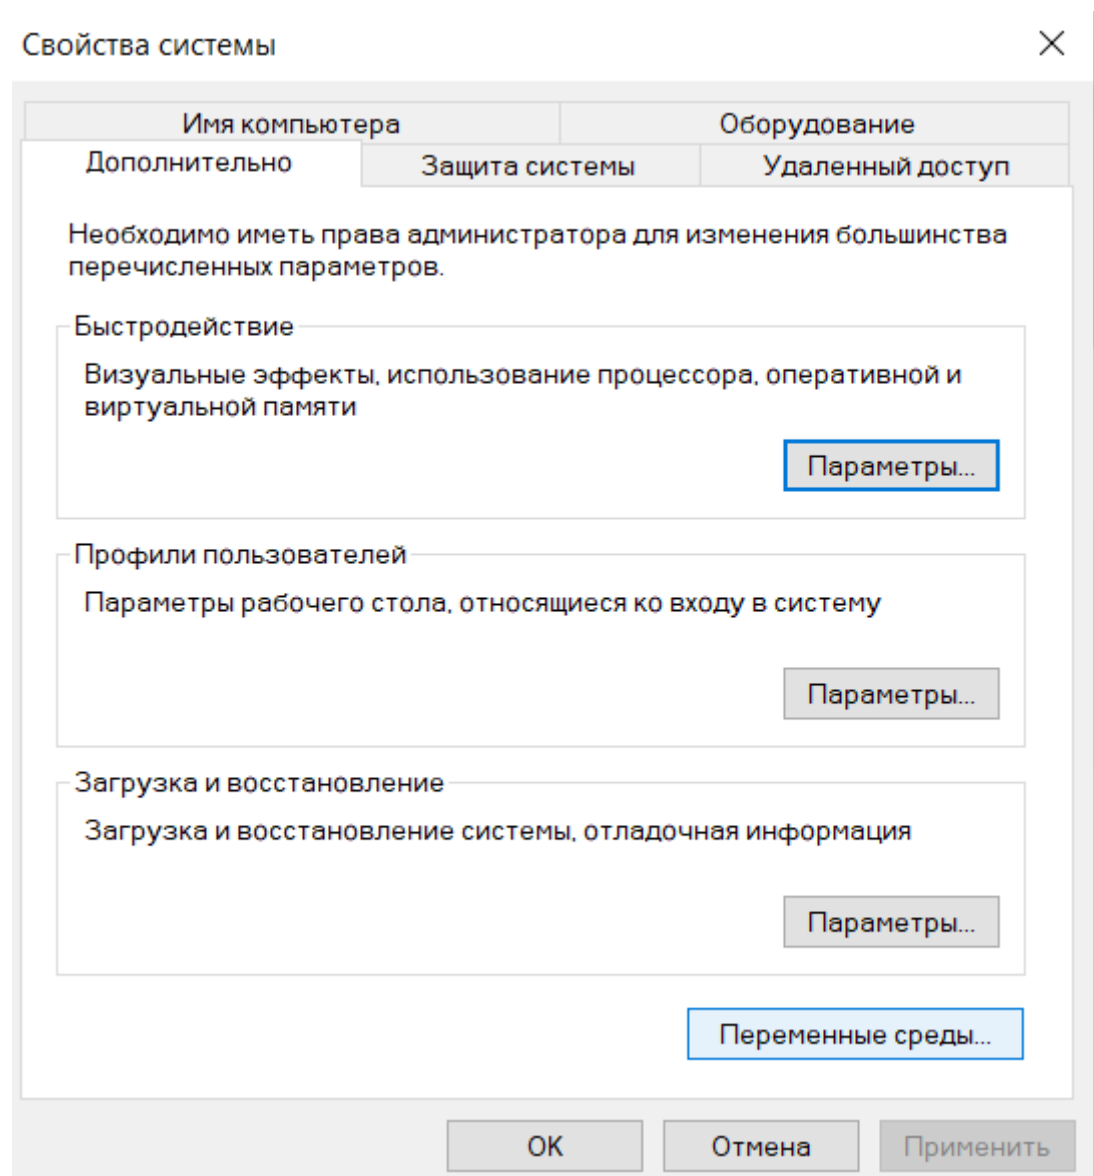 Свойства системы
Имя компьютера
Оборудование
Дополнительно
Защита системы
Удаленный доступ
Необходимо иметь права администратора для изменения большинства
перечисленных параметров.
Быстродействие
Визуальные эффекты, использование процессора, оперативной и
виртуальной памяти
Параметры...
Профили пользователей
Параметры рабочего стола, относящиеся ко входу в систему
Параметры...
Загрузка и восстановление
Загрузка и восстановление системы, отладочная информация
Параметры...
Переменные среды...
ОК
Отмена
Применить